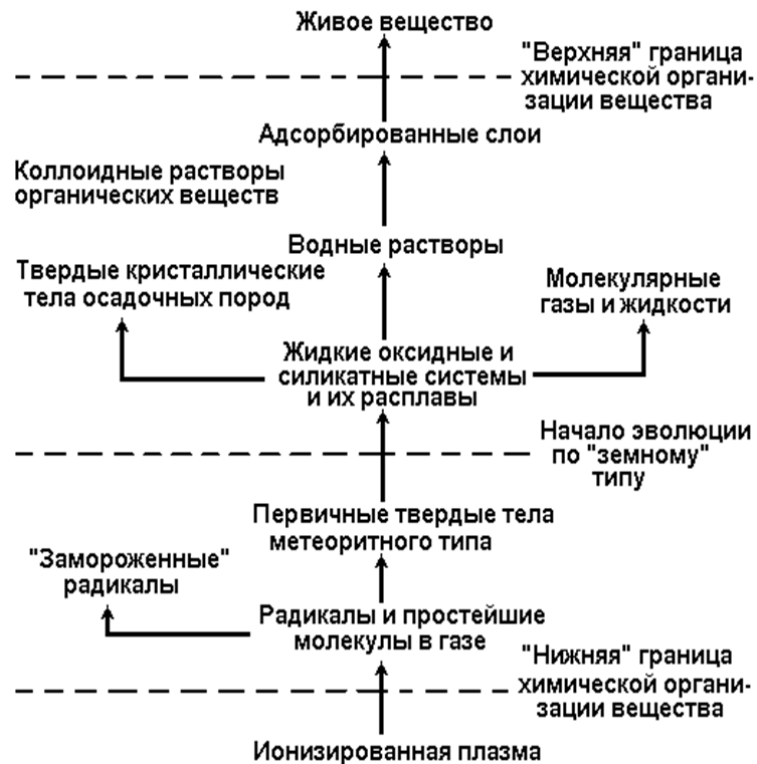 Живое вещество
"Верхняя" граница
химической органи-
зации вещества
Адсорбированные слои
Коллоидные растворы
органических веществ
Водные растворы
Твердые кристаллические
тела осадочных пород
Молекулярные
газы и жидкости
Жидкие оксидные и
силикатные системы
и их расплавы
Начало эволюции
по "земному"
типу
Первичные твердые тела
метеоритного типа
"Замороженные"
радикалы
Радикалы и простейшие
молекулы в газе
"Нижняя" граница
химической органи-
зации вещества
Ионизированная плазма